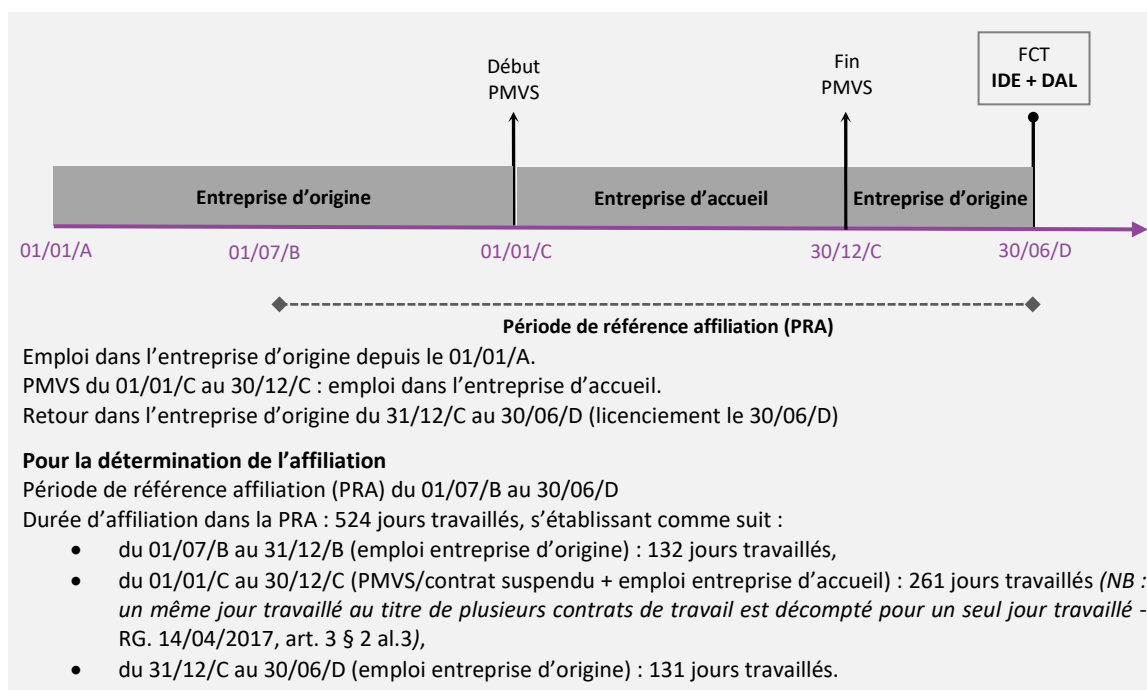 Début
PMVS
Fin
PMVS
FCT
IDE + DAL
Entreprise d’origine
Entreprise d’accueil
Entreprise d’origine
01/01/A
01/07/B
01/01/C
30/12/C
30/06/D
Période de référence affiliation (PRA)
Emploi dans l’entreprise d’origine depuis le 01/01/A.
PMVS du 01/01/C au 30/12/C : emploi dans l’entreprise d’accueil.
Retour dans l’entreprise d’origine du 31/12/C au 30/06/D (licenciement le 30/06/D)
Pour la détermination de l’affiliation
Période de référence affiliation (PRA) du 01/07/B au 30/06/D
Durée d’affiliation dans la PRA : 524 jours travaillés, s’établissant comme suit :
• du 01/07/B au 31/12/B (emploi entreprise d’origine) : 132 jours travaillés,
• du 01/01/C au 30/12/C (PMVS/contrat suspendu + emploi entreprise d’accueil) : 261 jours travaillés (NB :
un même jour travaillé au titre de plusieurs contrats de travail est décompté pour un seul jour travaillé -
RG. 14/04/2017, art. 3 § 2 al.3),
• du 31/12/C au 30/06/D (emploi entreprise d’origine) : 131 jours travaillés.